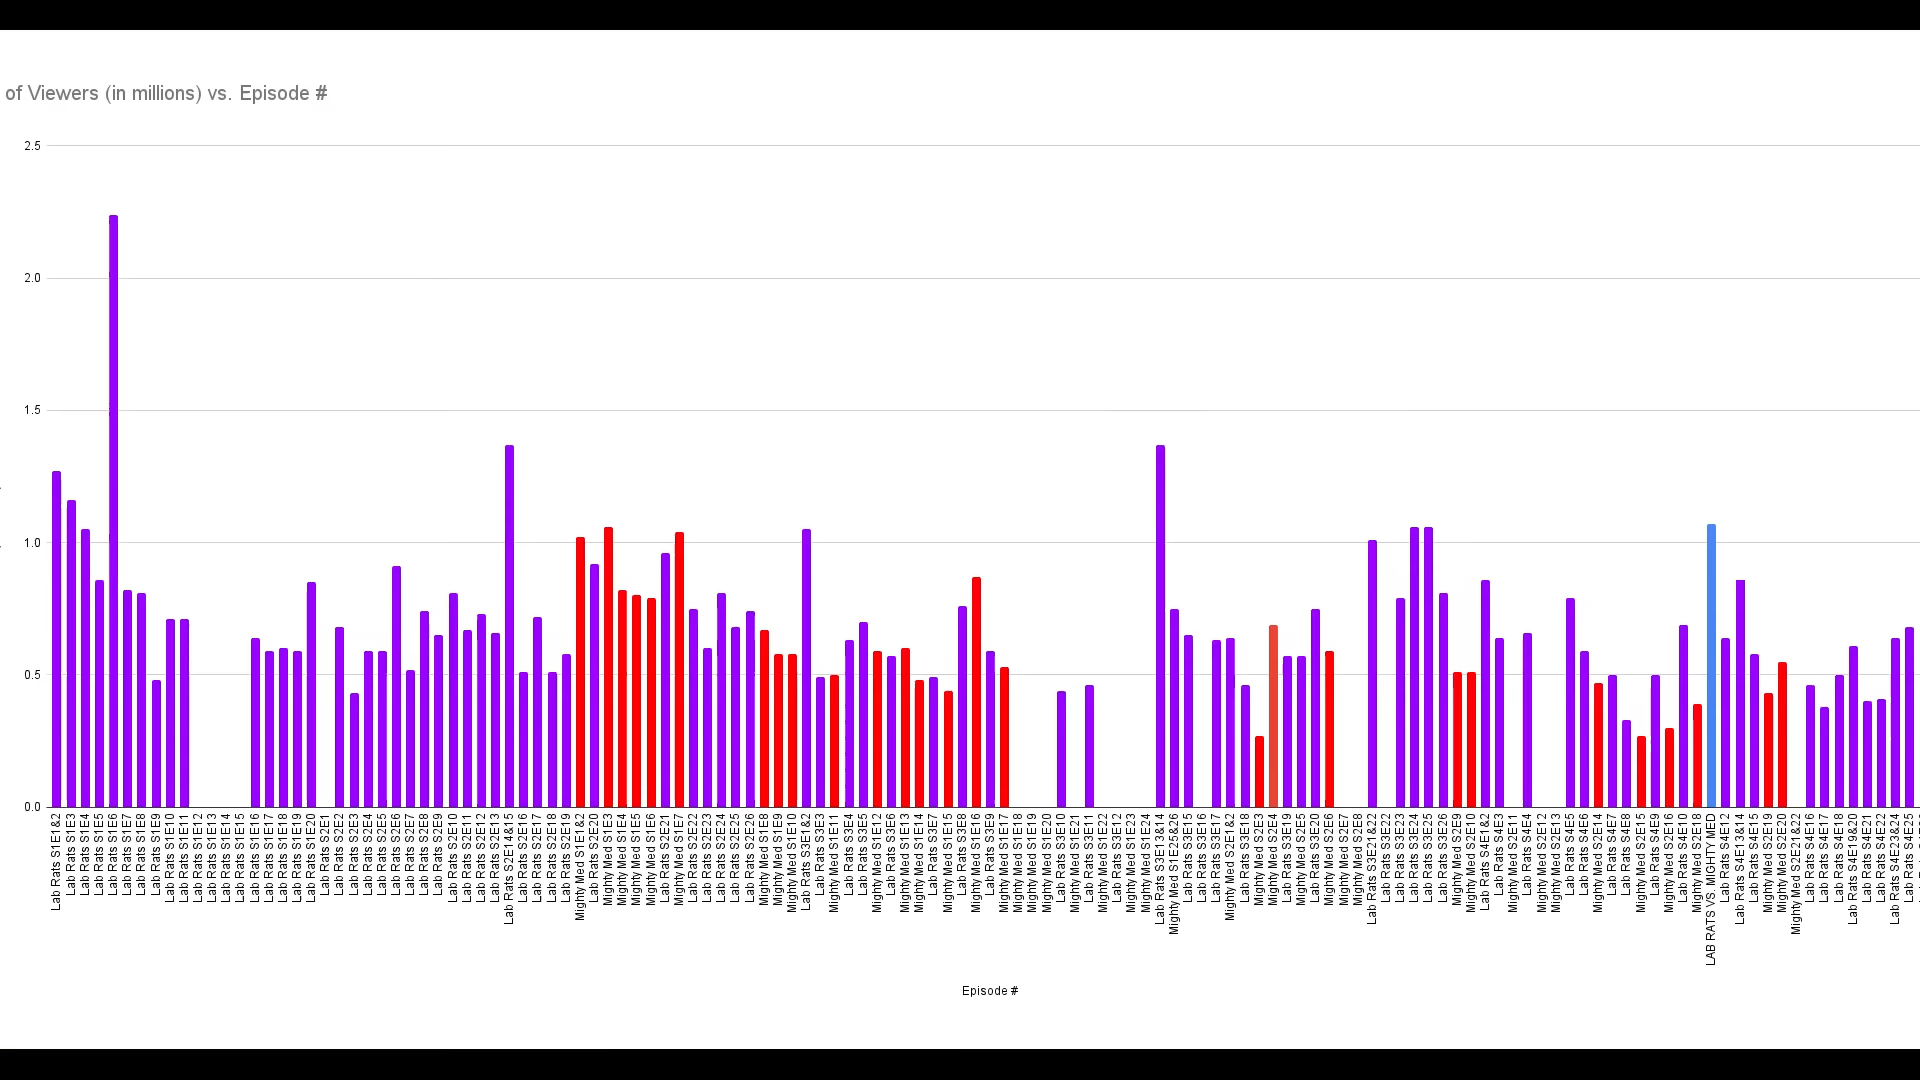 of Viewers (in millions) vs. Episode #
2.5
2.0
1.5
1.0
0.5
0.0
Lab Rats S1E1&2
Lab Rats S1E3
Lab Rats S1E4
Lab Rats S1E5
Lab Rats S1E6
Lab Rats S1E7
Lab Rats S1E8
Lab Rats S1E9
Lab Rats S1E10
Lab Rats S1E11
Lab Rats S1E12
Lab Rats S1E13
Lab Rats S1E14
Lab Rats S1E15
Lab Rats S1E16
Lab Rats S1E17
Lab Rats S1E18
Lab Rats S1E19
Lab Rats S1E20
Lab Rats S2E1
Lab Rats S2E2
Lab Rats S2E3
Lab Rats S2E4
Lab Rats S2E5
Lab Rats S2E6
Lab Rats S2E7
Lab Rats S2E8
Lab Rats S2E9
Lab Rats S2E10
Lab Rats S2E11
Lab Rats S2E12
Lab Rats S2E13
Lab Rats S2E14&15
Lab Rats S2E16
Lab Rats S2E17
Lab Rats S2E18
Lab Rats S2E19
Mighty Med S1E1&2
Lab Rats S2E20
Mighty Med S1E3
Mighty Med S1E4
Mighty Med S1E5
Mighty Med S1E6
Lab Rats S2E21
Mighty Med S1E7
Lab Rats S2E22
Lab Rats S2E23
Lab Rats S2E24
Lab Rats S2E25
Lab Rats S2E26
Mighty Med S1E8
Mighty Med S1E9
Mighty Med S1E10
Lab Rats S3E1&2
Lab Rats S3E3
Mighty Med S1E11
Lab Rats S3E4
Lab Rats S3E5
Mighty Med S1E12
Lab Rats S3E6
Mighty Med S1E13
Mighty Med S1E14
Lab Rats S3E7
Mighty Med S1E15
Lab Rats S3E8
Mighty Med S1E16
Lab Rats S3E9
Mighty Med S1E17
Mighty Med S1E18
Mighty Med S1E19
Mighty Med S1E20
Lab Rats S3E10
Mighty Med S1E21
Lab Rats S3E11
Mighty Med S1E22
Lab Rats S3E12
Mighty Med S1E23
Mighty Med S1E24
Lab Rats S3E13&14
Mighty Med S1E25&26
Lab Rats S3E15
Lab Rats S3E16
Lab Rats S3E17
Mighty Med S2E1&2
Lab Rats S3E18
Mighty Med S2E3
Mighty Med S2E4
Lab Rats S3E19
Mighty Med S2E5
Lab Rats S3E20
Mighty Med S2E6
Mighty Med S2E7
Mighty Med S2E8
Lab Rats S3E21&22
Lab Rats S3E22
Lab Rats S3E23
Lab Rats S3E24
Lab Rats S3E25
Lab Rats S3E26
Mighty Med S2E9
Mighty Med S2E10
Lab Rats S4E1&2
Lab Rats S4E3
Mighty Med S2E11
Lab Rats S4E4
Mighty Med S2E12
Mighty Med S2E13
Lab Rats S4E5
Lab Rats S4E6
Mighty Med S2E14
Lab Rats S4E7
Lab Rats S4E8
Mighty Med S2E15
Lab Rats S4E9
Mighty Med S2E16
Lab Rats S4E10
Mighty Med S2E18
LAB RATS VS. MIGHTY MED
Lab Rats S4E12
Lab Rats S4E13&14
Lab Rats S4E15
Mighty Med S2E19
Mighty Med S2E20
Mighty Med S2E21&22
Lab Rats S4E16
Lab Rats S4E17
Lab Rats S4E18
Lab Rats S4E19&20
Lab Rats S4E21
Lab Rats S4E22
Lab Rats S4E23&24
Lab Rats S4E25
Episode #